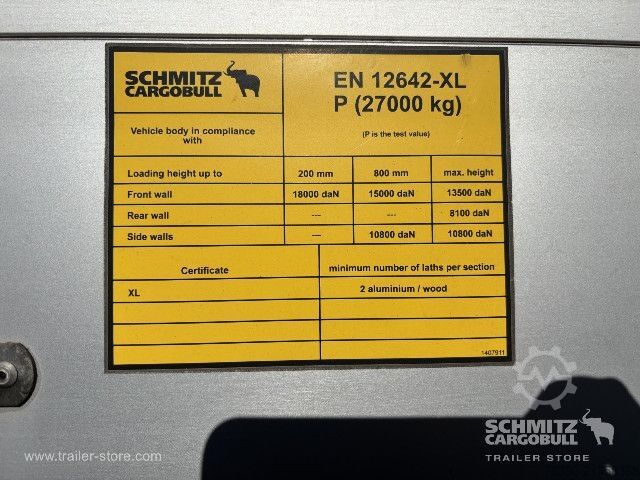 SCHMITZ
CARGOBULL
EN 12642-XL
P (27000 kg)
Vehicle body in compliance
with
(P is the test value)
Loading height up to 200 mm 800 mm max. height
Front wall 18000 daN 15000 daN 13500 daN
Rear wall --- --- 8100 daN
Side walls --- 10800 daN 10800 daN
Certificate minimum number of laths per section
XL 2 aluminium / wood
1407911
www.trailer-store.com
SCHMITZ
CARGOBULL
TRAILER STORE